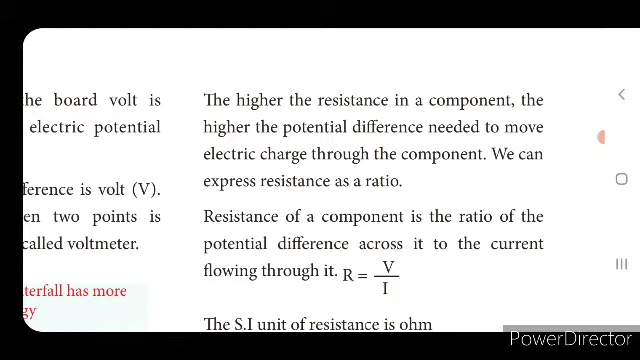 he board volt is
electric potential
ference is volt (V).
en two points is
called voltmeter.
terfall has more
gy
The higher the resistance in a component, the
higher the potential difference needed to move
electric charge through the component. We can
express resistance as a ratio.
Resistance of a component is the ratio of the
potential difference across it to the current
flowing through it. R = V / I
The S.I unit of resistance is ohm
PowerDirector